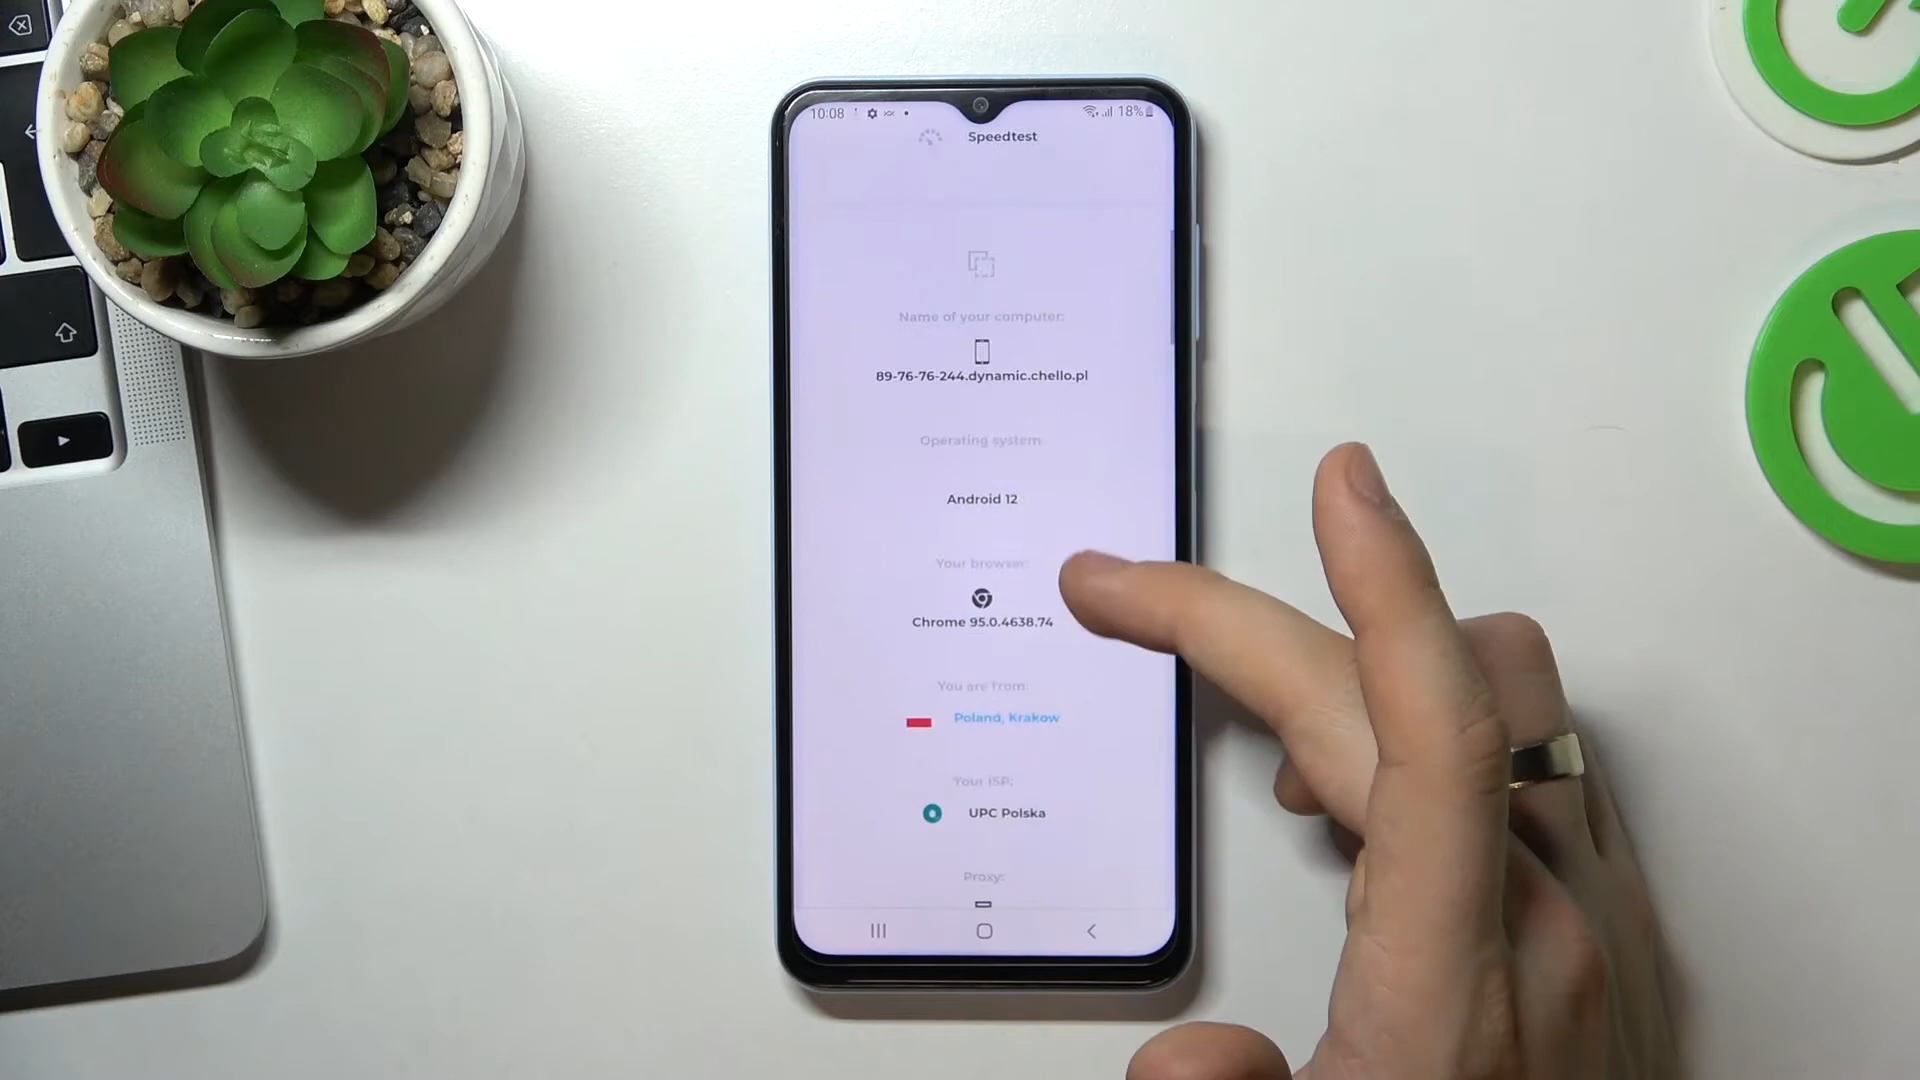 10:08 18%
Speedtest
Name of your computer:
89-76-76-244.dynamic.chello.pl
Operating system:
Android 12
Your browser:
Chrome 95.0.4638.74
You are from:
Poland, Krakow
Your ISP:
UPC Polska
Proxy: